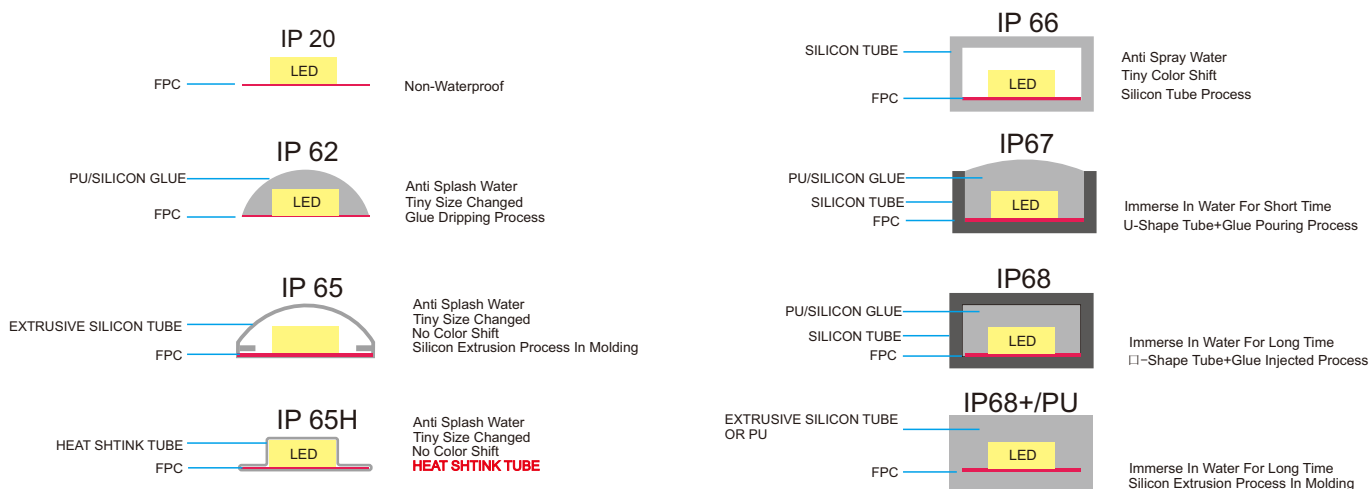 IP 20
LED
FPC
Non-Waterproof
IP 62
PU/SILICON GLUE
LED
FPC
Anti Splash Water
Tiny Size Changed
Glue Dripping Process
IP 65
EXTRUSIVE SILICON TUBE
FPC
Anti Splash Water
Tiny Size Changed
No Color Shift
Silicon Extrusion Process In Molding
IP 65H
HEAT SHTINK TUBE
LED
FPC
Anti Splash Water
Tiny Size Changed
No Color Shift
HEAT SHTINK TUBE
IP 66
SILICON TUBE
LED
FPC
Anti Spray Water
Tiny Color Shift
Silicon Tube Process
IP67
PU/SILICON GLUE
SILICON TUBE
LED
FPC
Immerse In Water For Short Time
U-Shape Tube+Glue Pouring Process
IP68
PU/SILICON GLUE
SILICON TUBE
LED
FPC
Immerse In Water For Long Time
口-Shape Tube+Glue Injected Process
IP68+/PU
EXTRUSIVE SILICON TUBE
OR PU
LED
FPC
Immerse In Water For Long Time
Silicon Extrusion Process In Molding